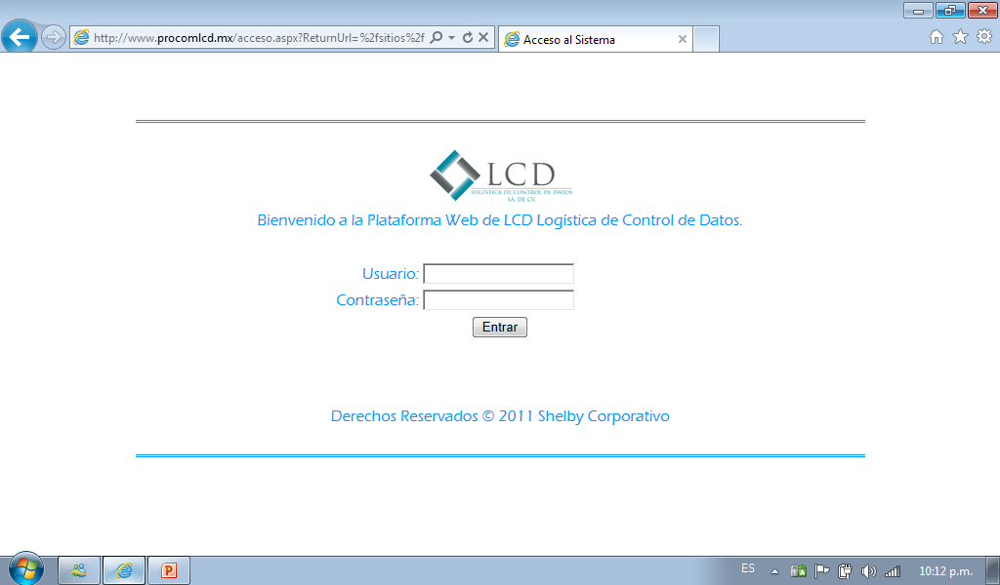 http://www.procomlcd.mx/acceso.aspx?ReturnUrl=%2fsitios%2f
Acceso al Sistema
LCD
LOGISTICA DE CONTROL DE DATOS
SA. DE CV.
Bienvenido a la Plataforma Web de LCD Logística de Control de Datos.
Usuario:
Contraseña:
Entrar
Derechos Reservados © 2011 Shelby Corporativo
ES
10:12 p.m.